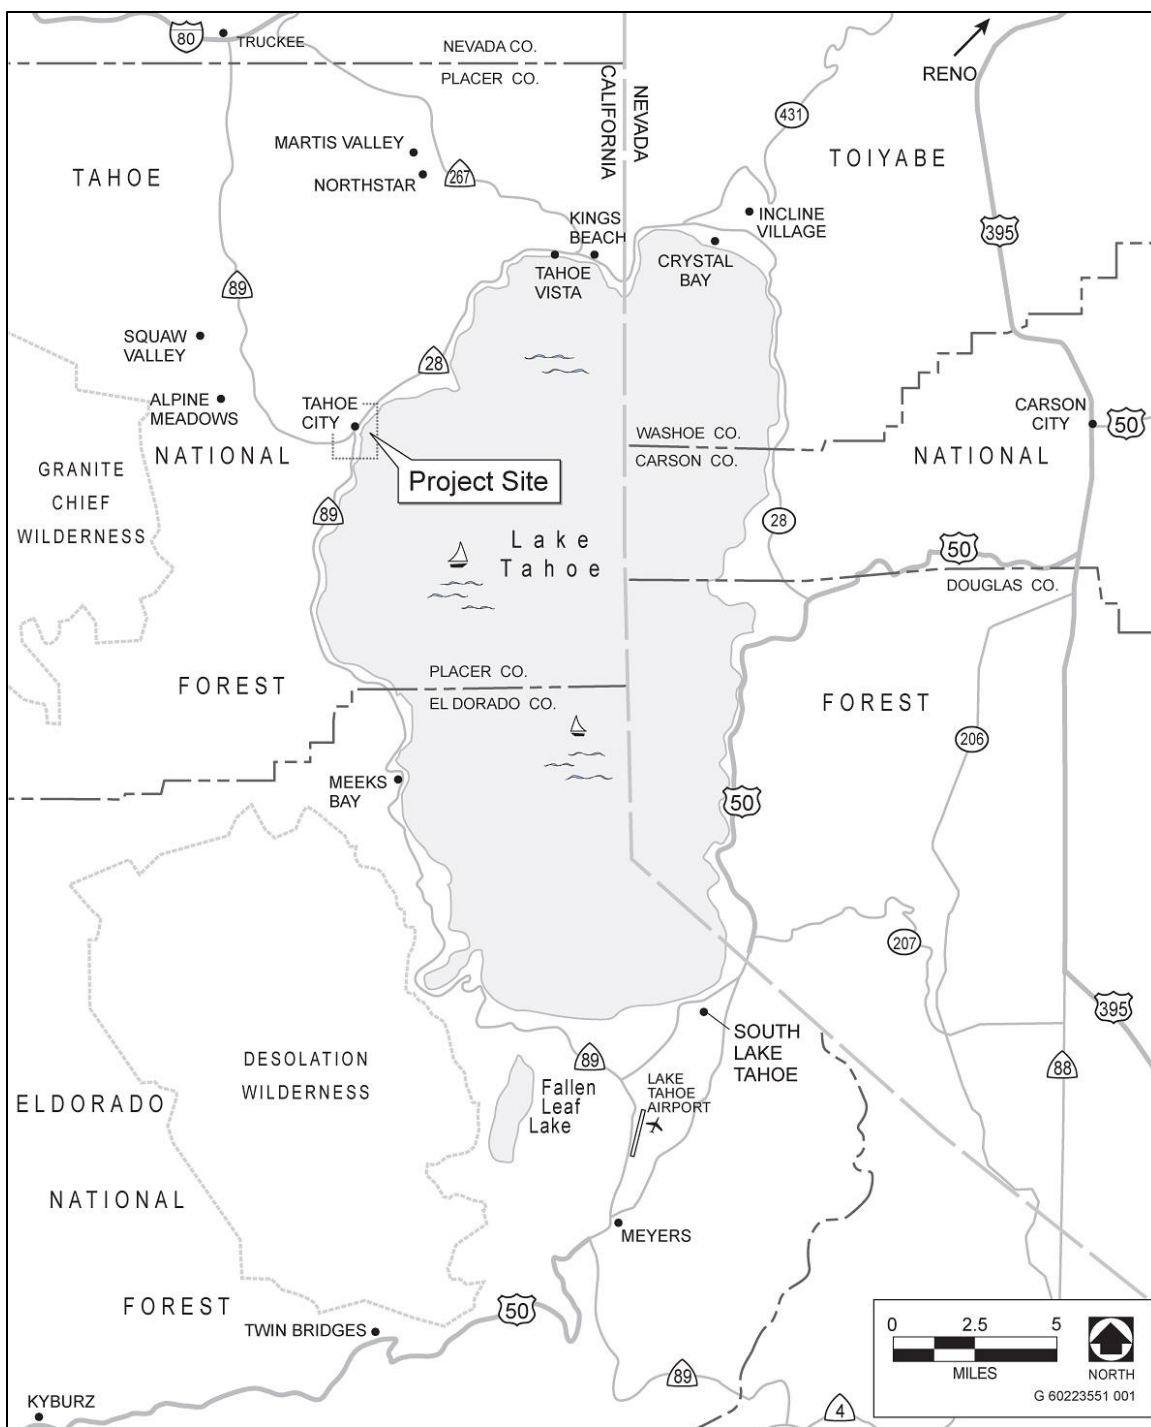 80
TRUCKEE
NEVADA CO.
PLACER CO.
CALIFORNIA
NEVADA
RENO
431
MARTIS VALLEY
NORTHSTAR
267
TAHOE
TOIYABE
KINGS
BEACH
INCLINE
VILLAGE
395
TAHOE
VISTA
CRYSTAL
BAY
89
SQUAW
VALLEY
28
ALPINE
MEADOWS
TAHOE
CITY
CARSON
CITY
50
WASHOE CO.
CARSON CO.
NATIONAL
NATIONAL
GRANITE
CHIEF
WILDERNESS
Project Site
89
28
Lake
Tahoe
50
DOUGLAS CO.
PLACER CO.
EL DORADO CO.
FOREST
FOREST
206
MEEKS
BAY
50
207
395
SOUTH
LAKE
TAHOE
89
88
DESOLATION
WILDERNESS
Fallen
Leaf
Lake
LAKE
TAHOE
AIRPORT
ELDORADO
NATIONAL
FOREST
MEYERS
50
TWIN BRIDGES
KYBURZ
89
4
0 2.5 5
MILES
NORTH
G 60223551 001